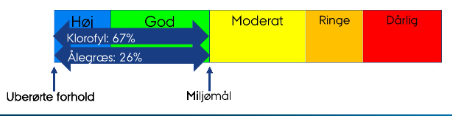 Høj God Moderat Ringe Dårlig
Klorofyl: 67%
Ålegræs: 26%
Uberørte forhold Miljømål